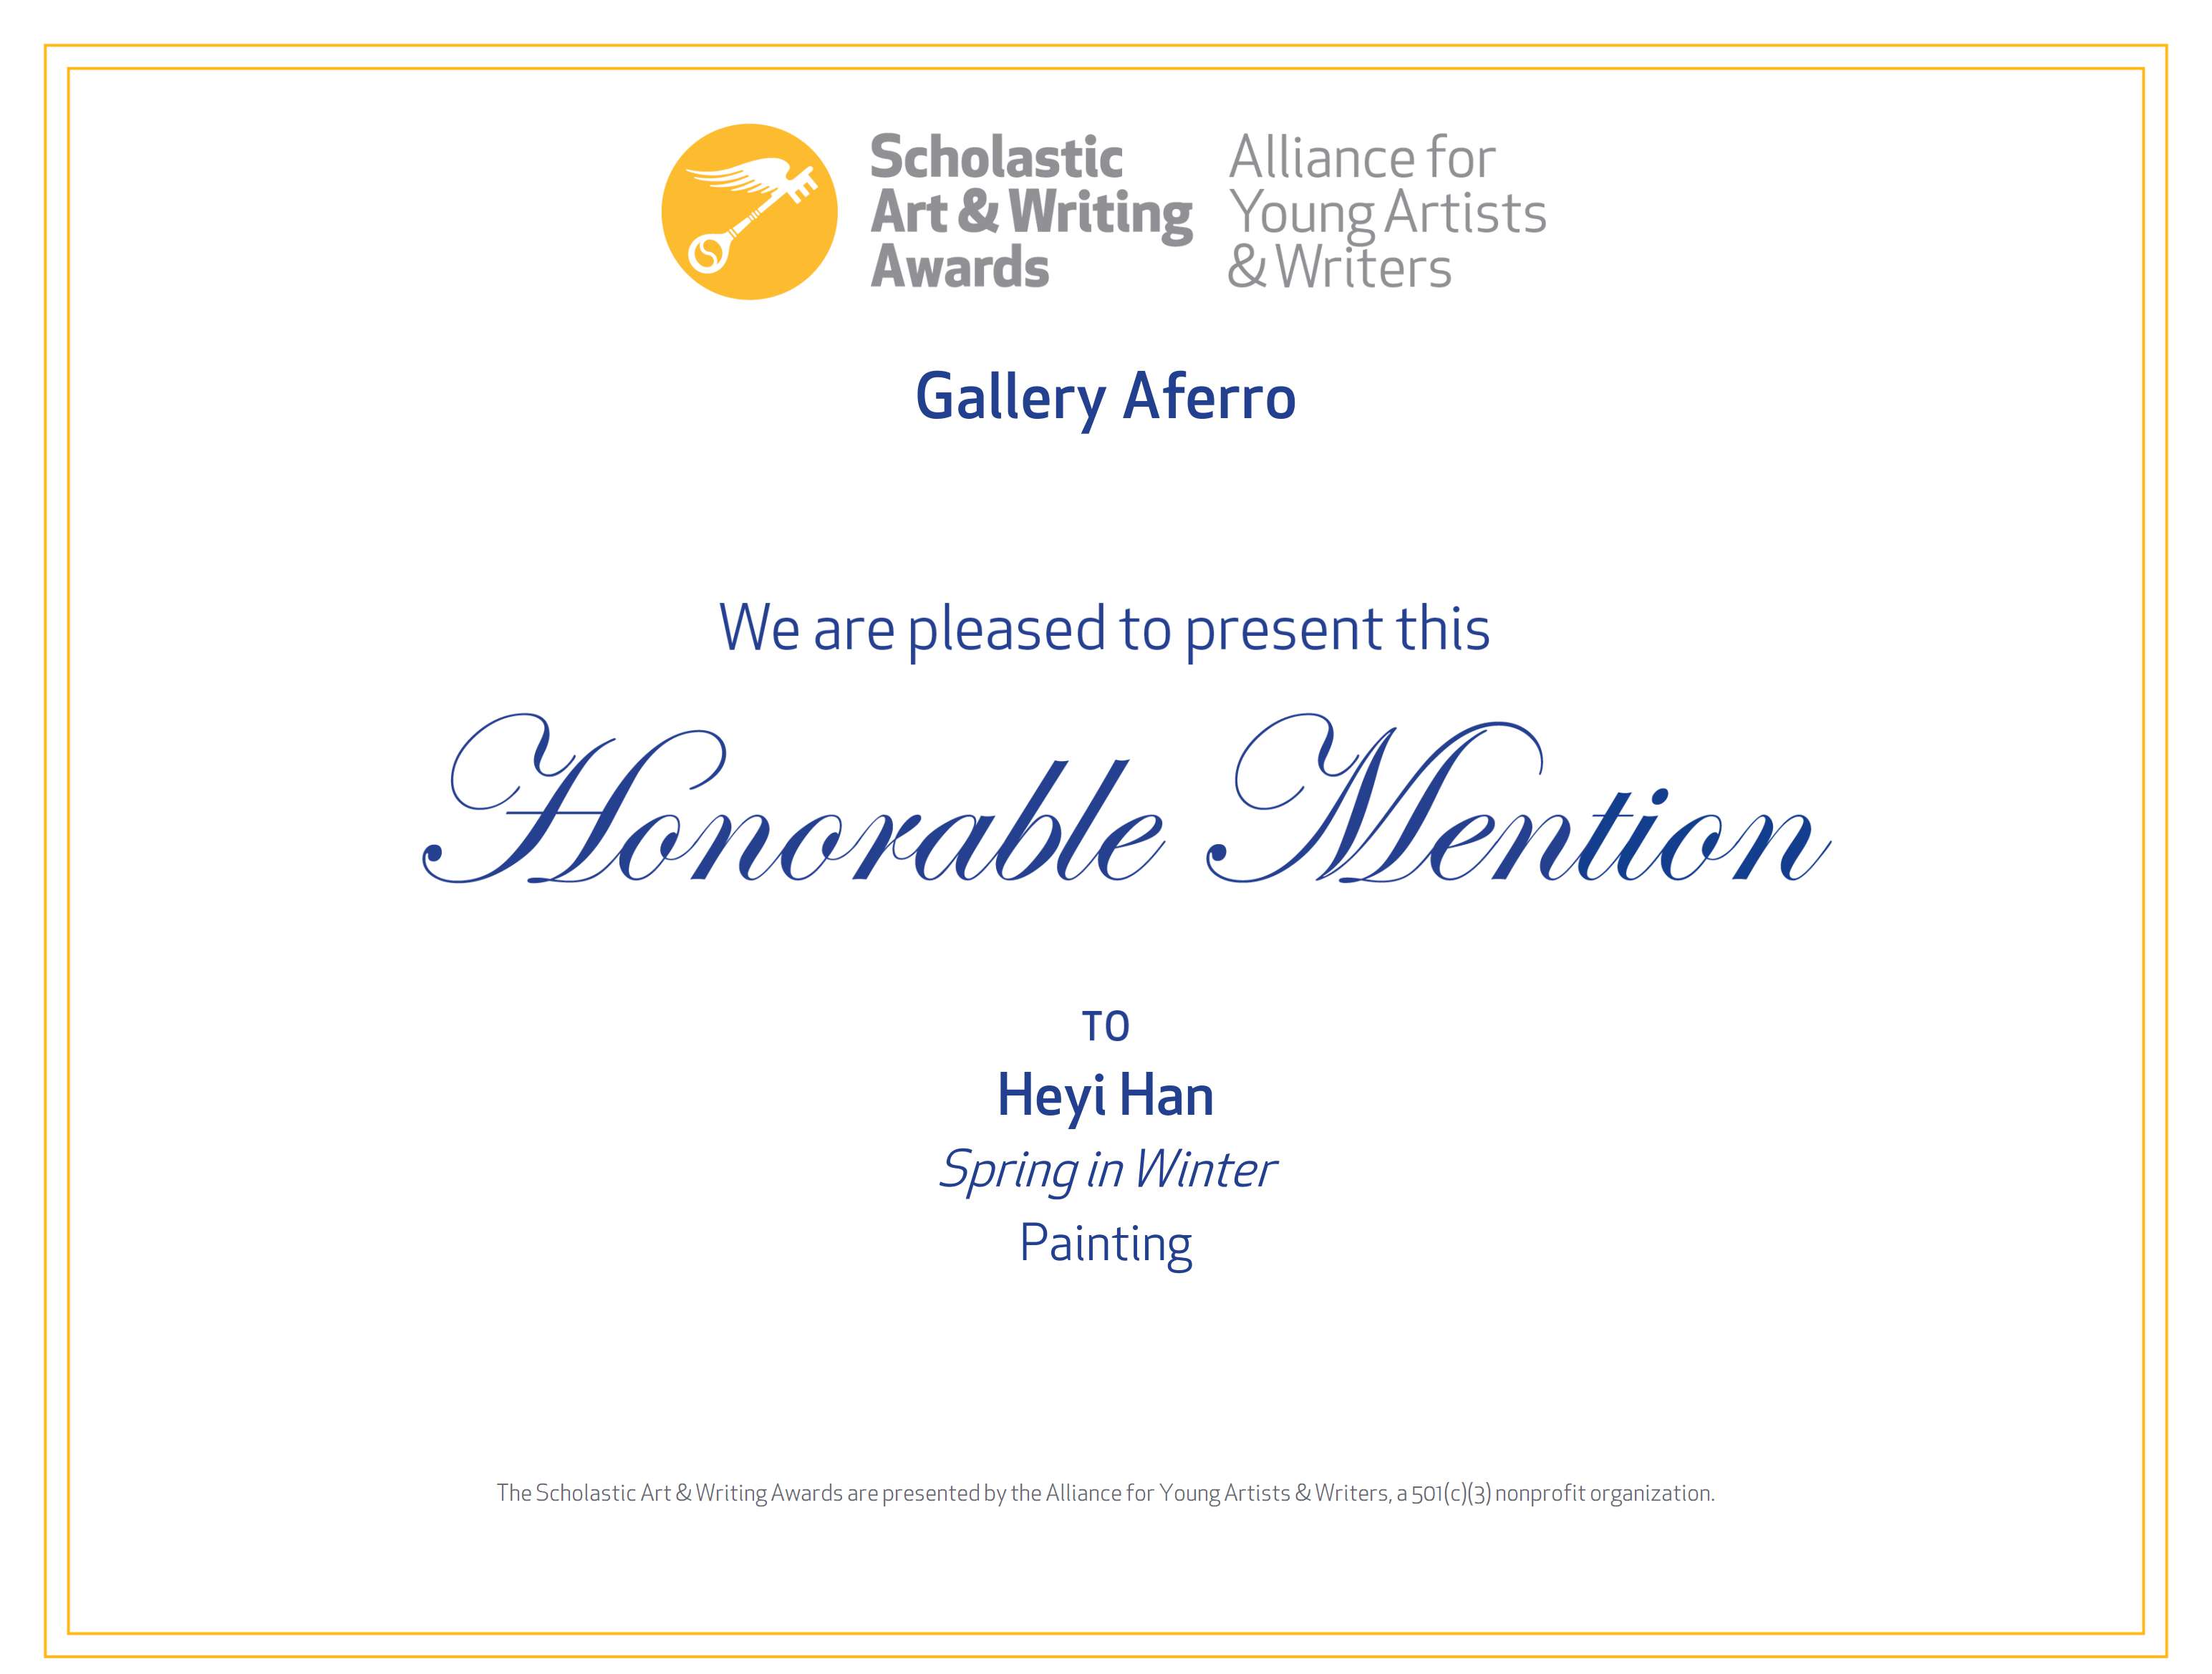 Scholastic
Art & Writing
Awards
Alliance for
Young Artists
& Writers
Gallery Aferro
We are pleased to present this
Honorable Mention
TO
Heyi Han
Spring in Winter
Painting
The Scholastic Art & Writing Awards are presented by the Alliance for Young Artists & Writers, a 501(c)(3) nonprofit organization.